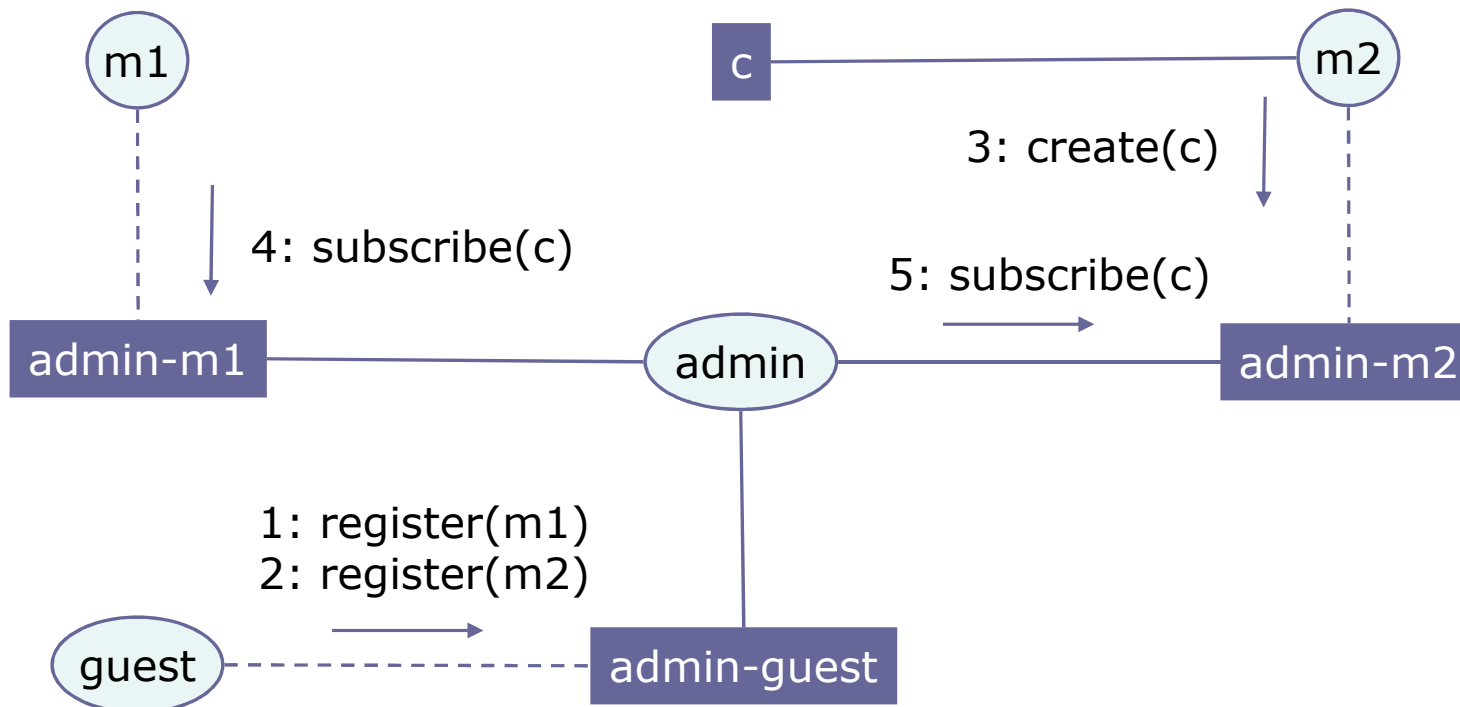 m1
c
m2
3: create(c)
4: subscribe(c)
5: subscribe(c)
admin-m1
admin
admin-m2
1: register(m1)
2: register(m2)
guest
admin-guest